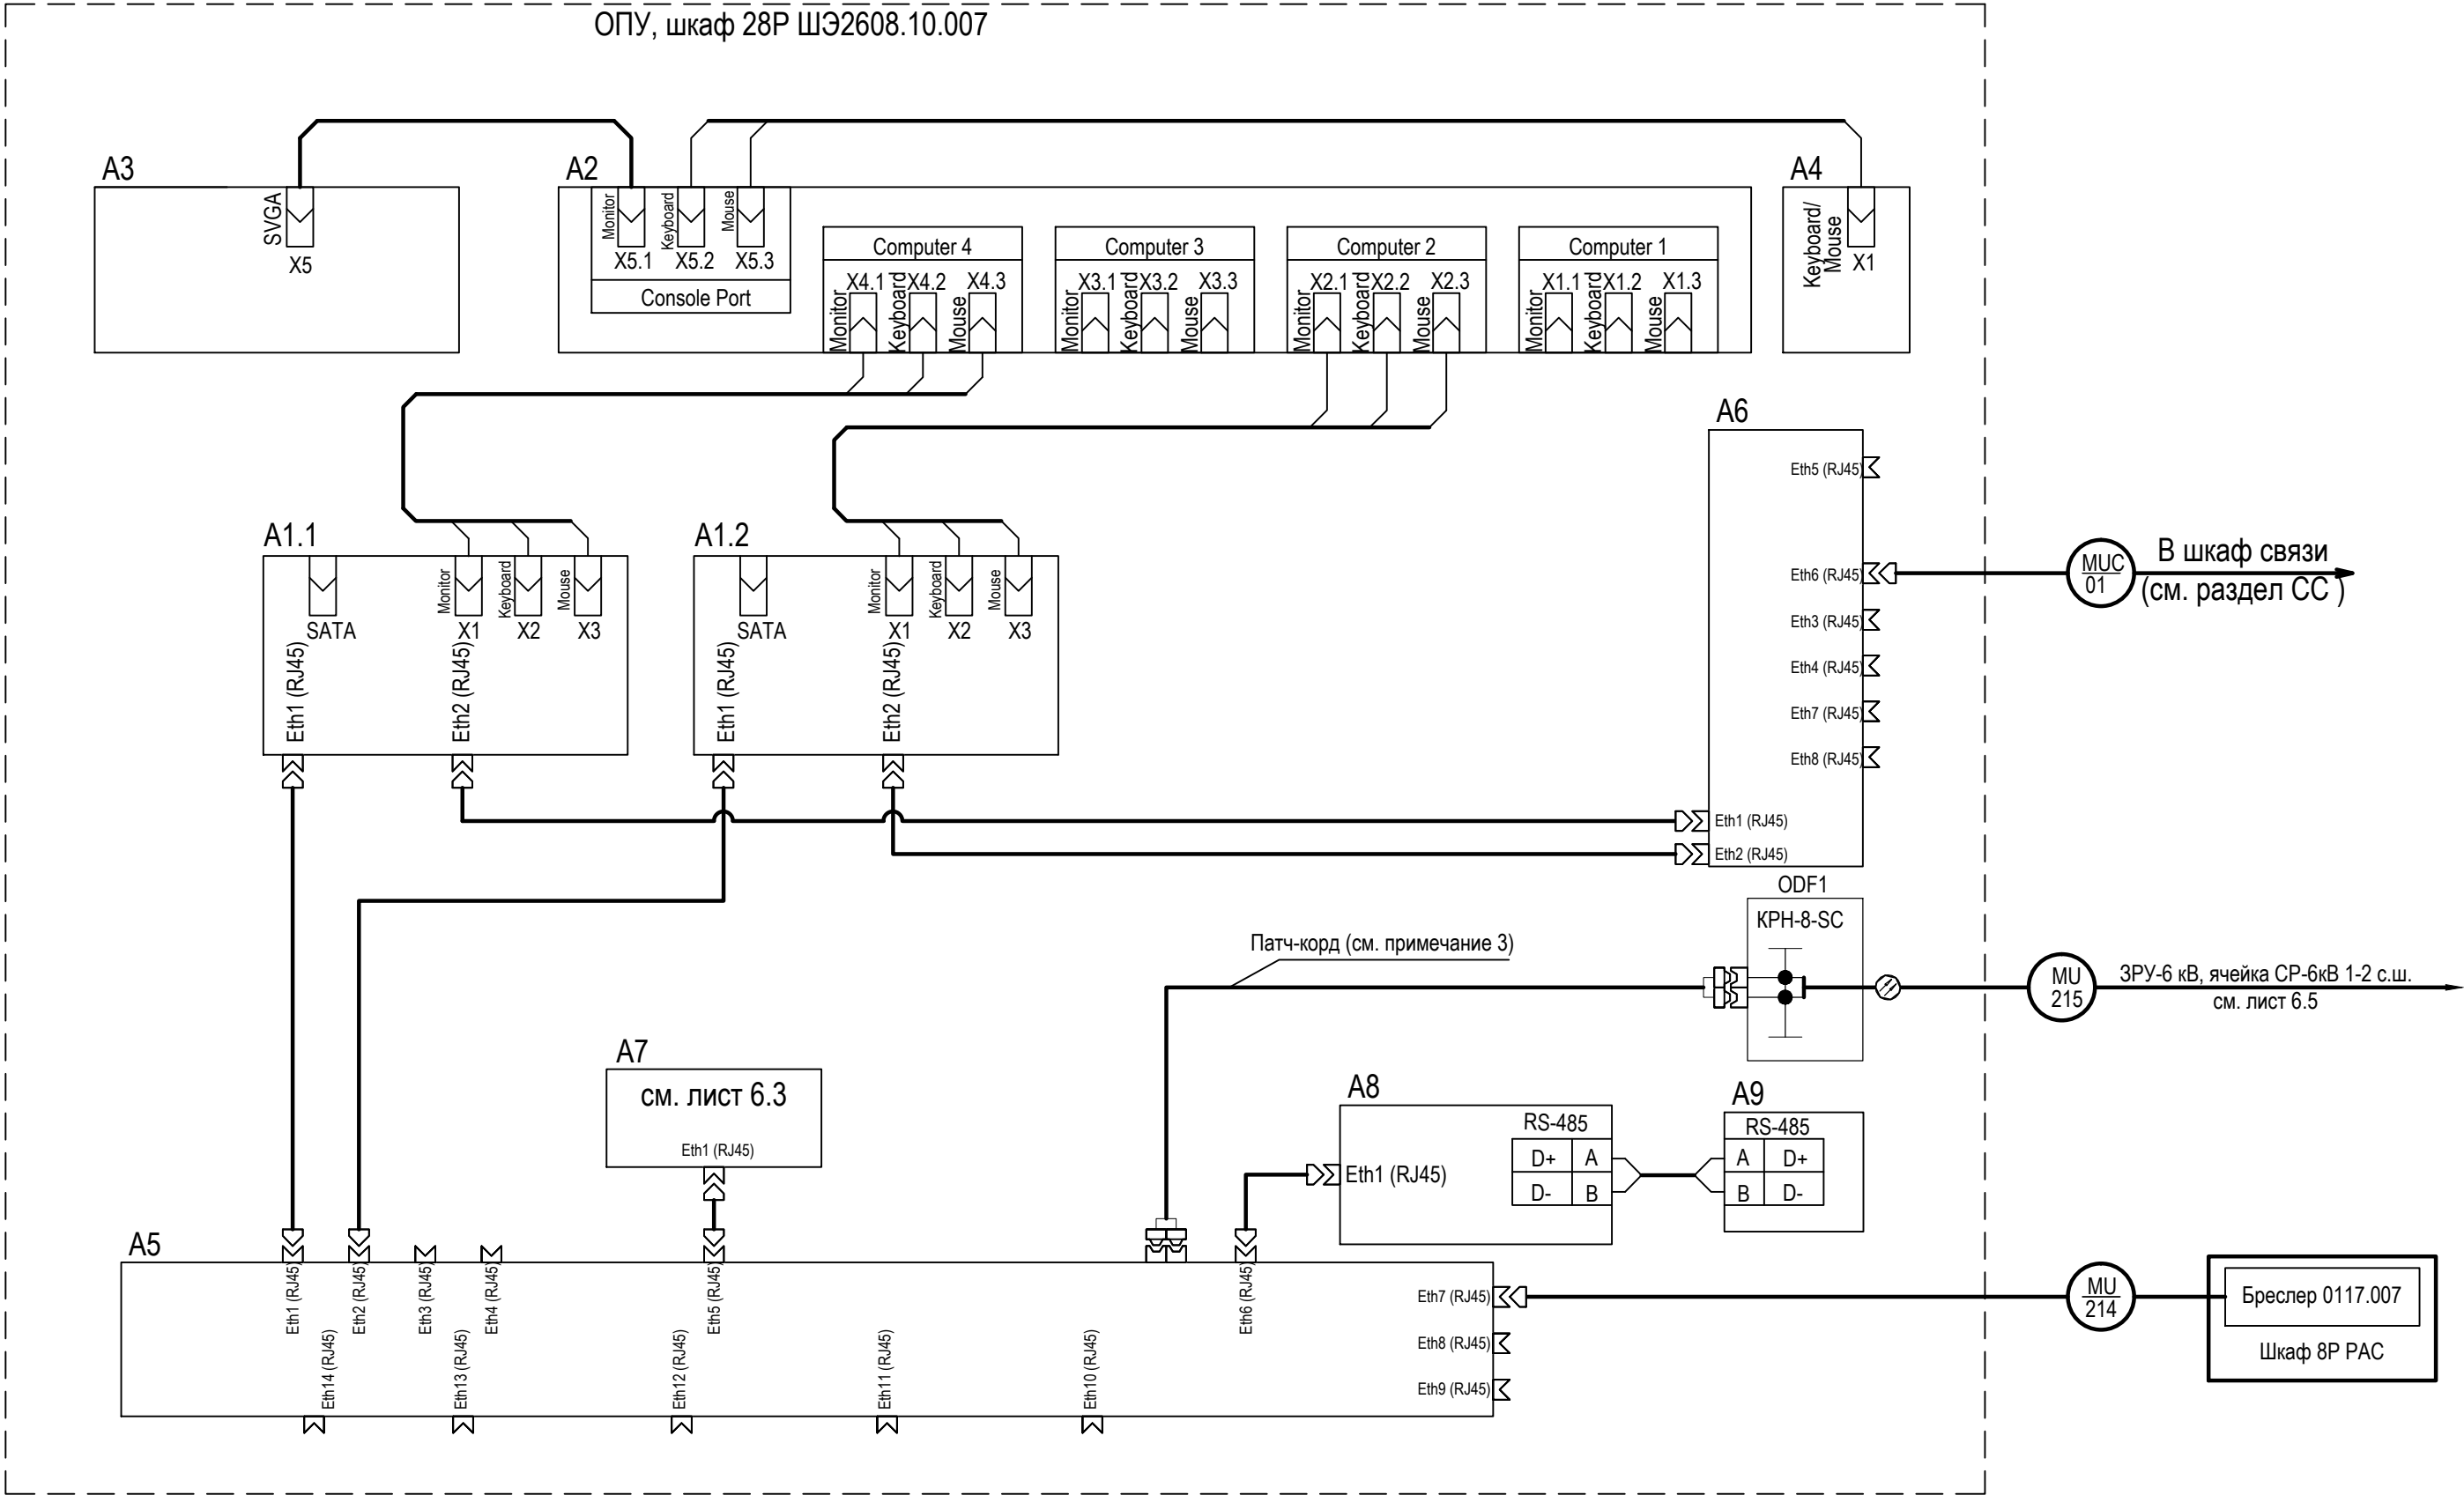 ОПУ, шкаф 28Р ШЭ2608.10.007
A3
SVGA
X5
A2
Monitor
Keyboard
Mouse
X5.1
X5.2
X5.3
Console Port
Computer 4
X4.1
X4.2
X4.3
Monitor
Keyboard
Mouse
Computer 3
X3.1
X3.2
X3.3
Monitor
Keyboard
Mouse
Computer 2
X2.1
X2.2
X2.3
Monitor
Keyboard
Mouse
Computer 1
X1.1
X1.2
X1.3
Monitor
Keyboard
Mouse
A4
Keyboard/
Mouse
X1
A1.1
SATA
Monitor
Keyboard
Mouse
X1
X2
X3
Eth1 (RJ45)
Eth2 (RJ45)
A1.2
SATA
Monitor
Keyboard
Mouse
X1
X2
X3
Eth1 (RJ45)
Eth2 (RJ45)
A6
Eth5 (RJ45)
Eth6 (RJ45)
Eth3 (RJ45)
Eth4 (RJ45)
Eth7 (RJ45)
Eth8 (RJ45)
Eth1 (RJ45)
Eth2 (RJ45)
MUC
01
В шкаф связи
(см. раздел СС )
ODF1
КРН-8-SC
Патч-корд (см. примечание 3)
MU
215
ЗРУ-6 кВ, ячейка СР-6кВ 1-2 с.ш.
см. лист 6.5
A7
см. лист 6.3
Eth1 (RJ45)
A8
RS-485
D+
A
D-
B
Eth1 (RJ45)
A9
RS-485
A
D+
B
D-
A5
Eth1 (RJ45)
Eth2 (RJ45)
Eth3 (RJ45)
Eth4 (RJ45)
Eth5 (RJ45)
Eth6 (RJ45)
Eth7 (RJ45)
Eth8 (RJ45)
Eth9 (RJ45)
Eth14 (RJ45)
Eth13 (RJ45)
Eth12 (RJ45)
Eth11 (RJ45)
Eth10 (RJ45)
MU
214
Бреслер 0117.007
Шкаф 8Р РАС